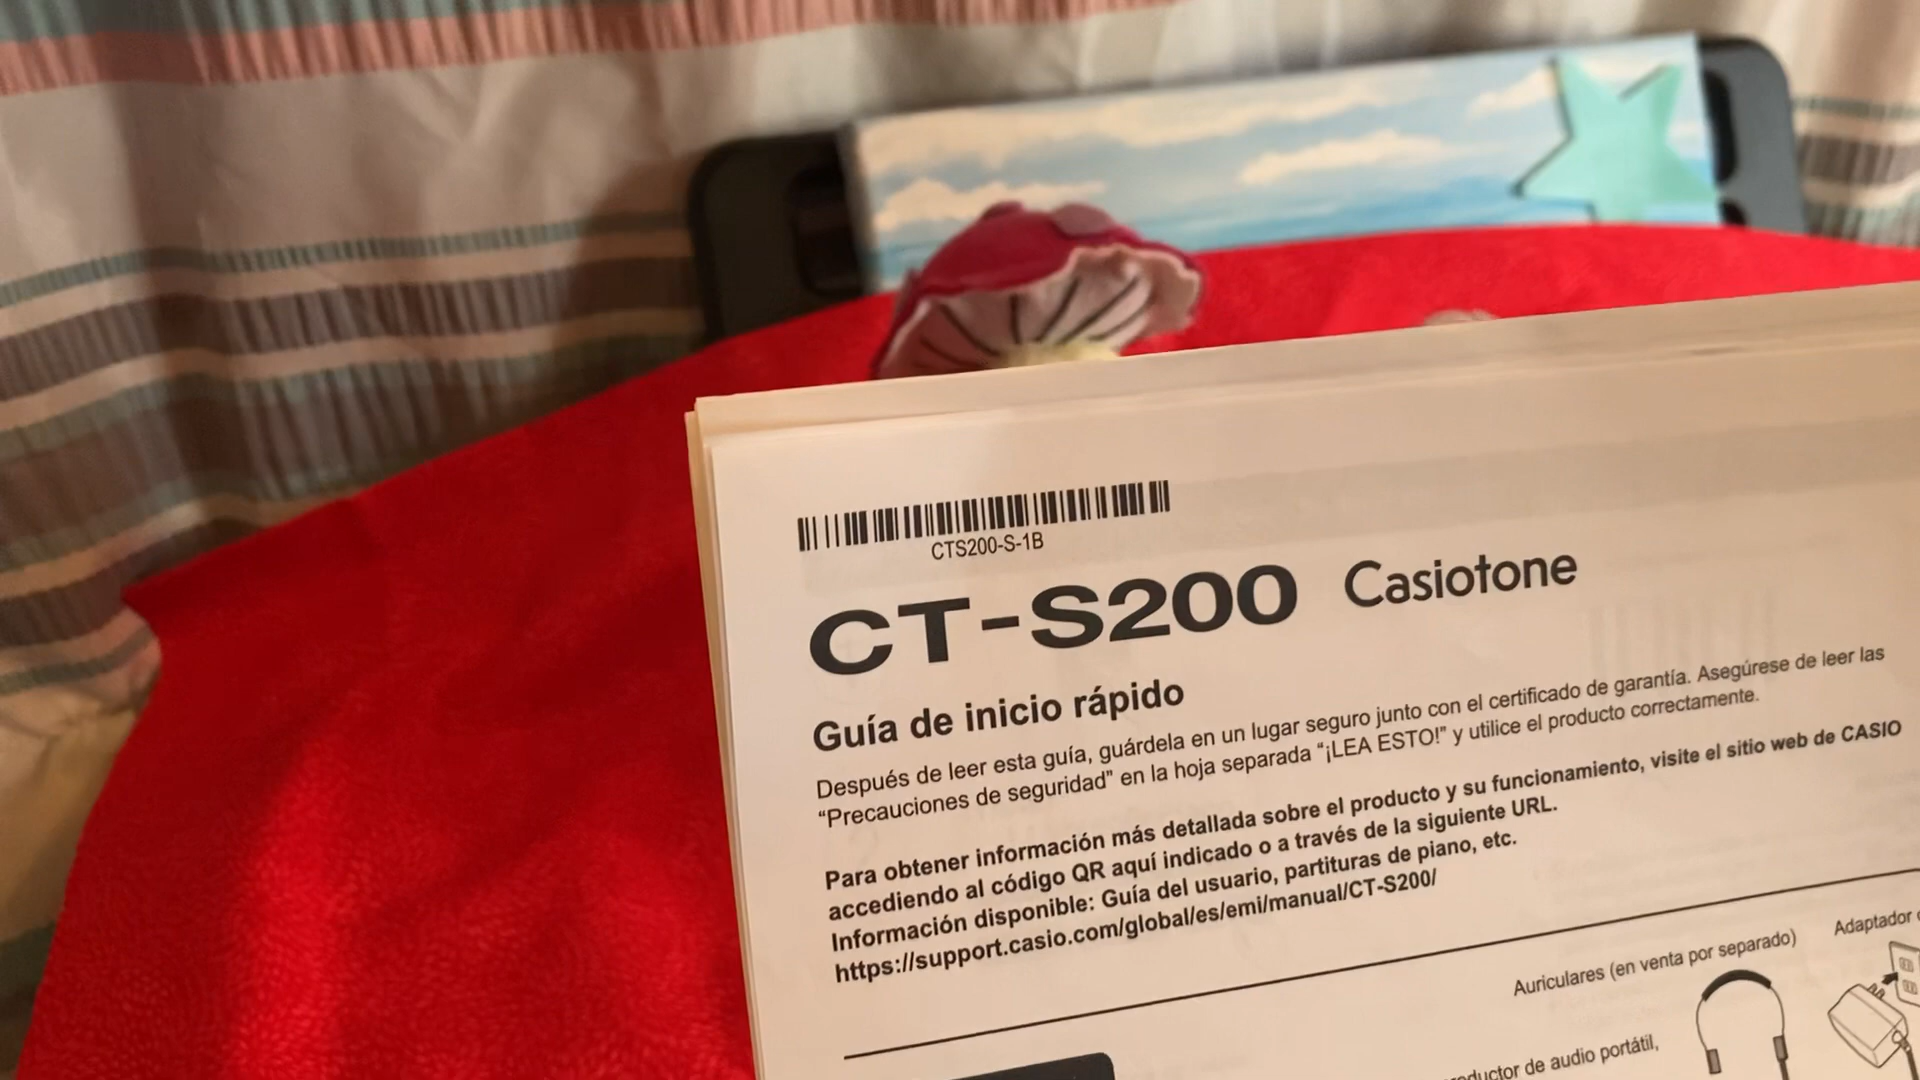 CTS200-S-1B
CT-S200 Casiotone
Guía de inicio rápido
Después de leer esta guía, guárdela en un lugar seguro junto con el certificado de garantía. Asegúrese de leer las
“Precauciones de seguridad” en la hoja separada “¡LEA ESTO!” y utilice el producto correctamente.
Para obtener información más detallada sobre el producto y su funcionamiento, visite el sitio web de CASIO
accediendo al código QR aquí indicado o a través de la siguiente URL.
Información disponible: Guía del usuario, partituras de piano, etc.
https://support.casio.com/global/es/emi/manual/CT-S200/
Adaptador
Auriculares (en venta por separado)
de audio portátil,